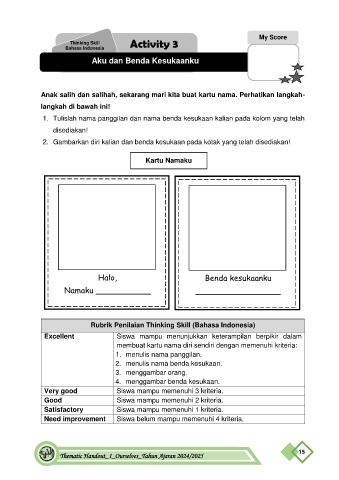 Thinking Skill
Bahasa Indonesia
Activity 3
My Score
Aku dan Benda Kesukaanku
Anak salih dan salihah, sekarang mari kita buat kartu nama. Perhatikan langkah-
langkah di bawah ini!
1. Tulislah nama panggilan dan nama benda kesukaan kalian pada kolom yang telah
disediakan!
2. Gambarkan diri kalian dan benda kesukaan pada kotak yang telah disediakan!
Kartu Namaku
Halo,
Namaku _______________
Benda kesukaanku
_______________________
Rubrik Penilaian Thinking Skill (Bahasa Indonesia)
Excellent
Siswa mampu menunjukkan keterampilan berpikir dalam
membuat kartu nama diri sendiri dengan memenuhi kriteria:
1. menulis nama panggilan.
2. menulis nama benda kesukaan.
3. menggambar orang.
4. menggambar benda kesukaan.
Very good
Siswa mampu memenuhi 3 kriteria.
Good
Siswa mampu memenuhi 2 kriteria.
Satisfactory
Siswa mampu memenuhi 1 kriteria.
Need improvement
Siswa belum mampu memenuhi 4 kriteria.
Thematic Handout_1_Ourselves_Tahun Ajaran 2024/2025
15